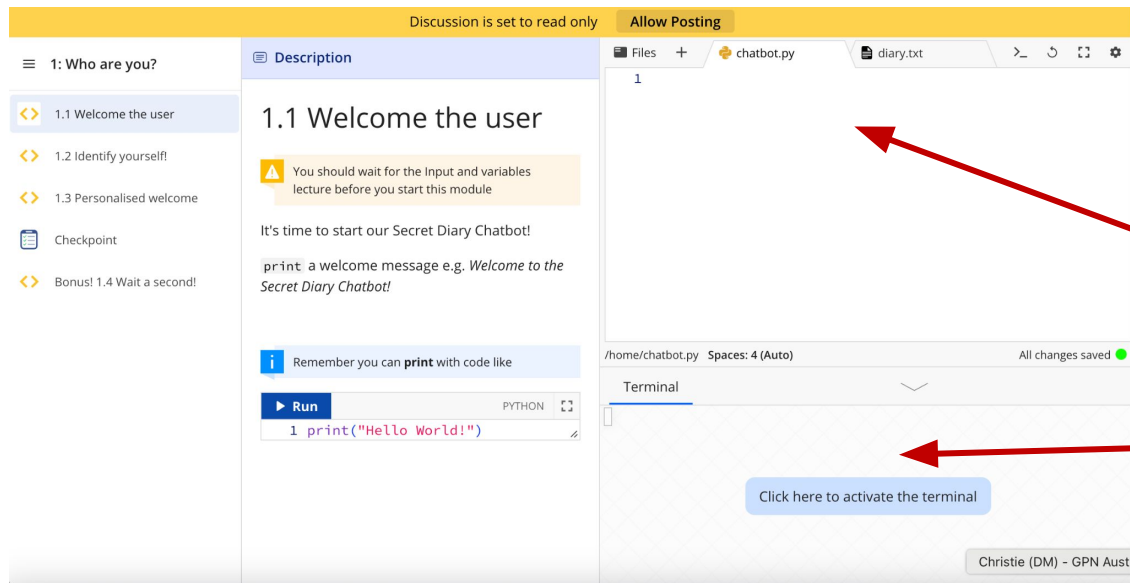 Discussion is set to read only Allow Posting
1: Who are you?
1.1 Welcome the user
1.2 Identify yourself!
1.3 Personalised welcome
Checkpoint
Bonus! 1.4 Wait a second!
Description
1.1 Welcome the user
You should wait for the Input and variables
lecture before you start this module
It's time to start our Secret Diary Chatbot!
print a welcome message e.g. Welcome to the
Secret Diary Chatbot!
Remember you can print with code like
Run PYTHON
1 print("Hello World!")
Files + chatbot.py diary.txt
1
/home/chatbot.py Spaces: 4 (Auto) All changes saved
Terminal
Click here to activate the terminal
Christie (DM) - GPN Aust